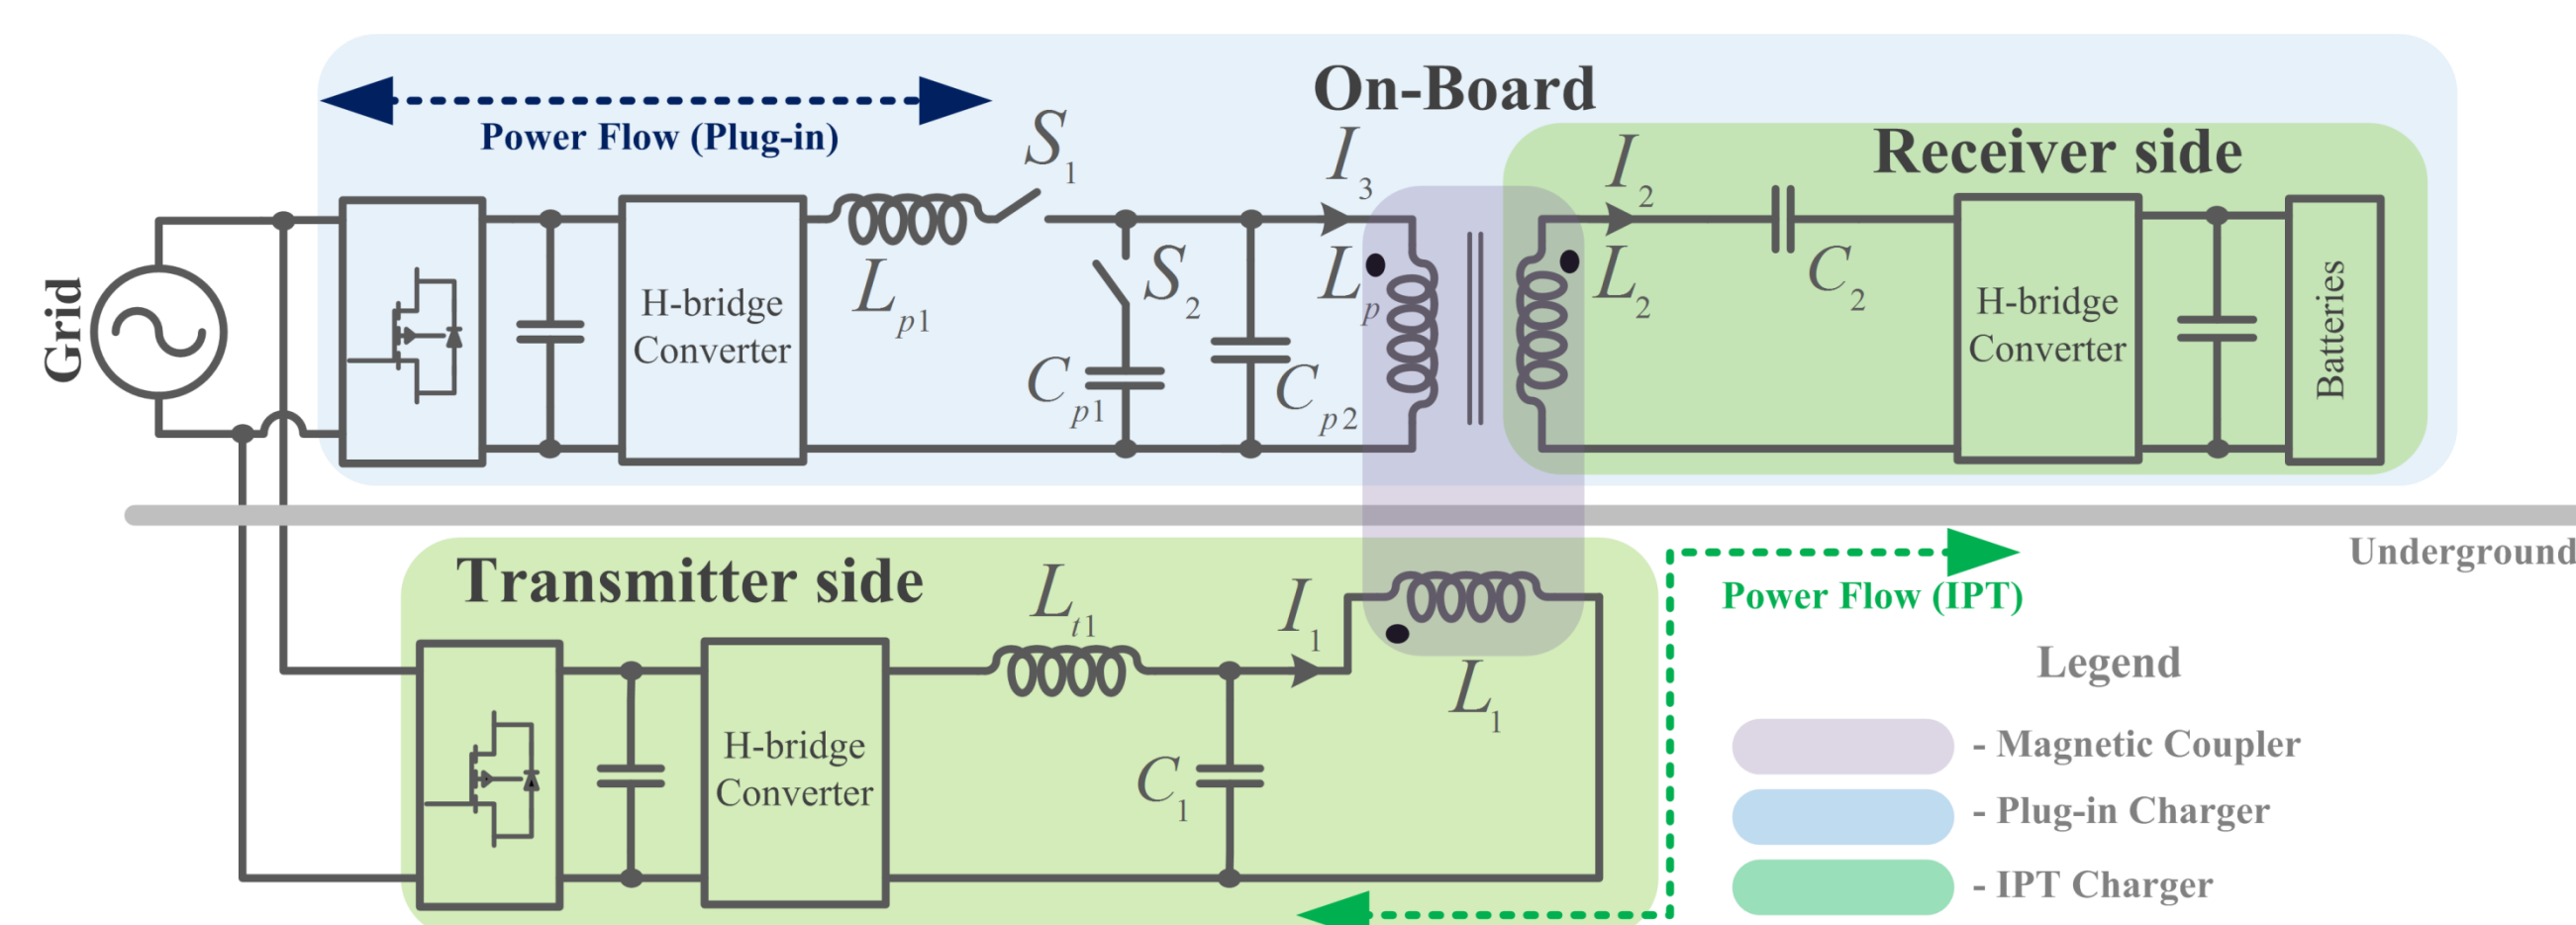 On-Board
Power Flow (Plug-in)
S1
I3
I2
Receiver side
Grid
H-bridge
Converter
Lp1
S2
Cp1
Cp2
Lp
L2
C2
H-bridge
Converter
Batteries
Underground
Transmitter side
Lt1
I1
L1
H-bridge
Converter
C1
Power Flow (IPT)
Legend
- Magnetic Coupler
- Plug-in Charger
- IPT Charger